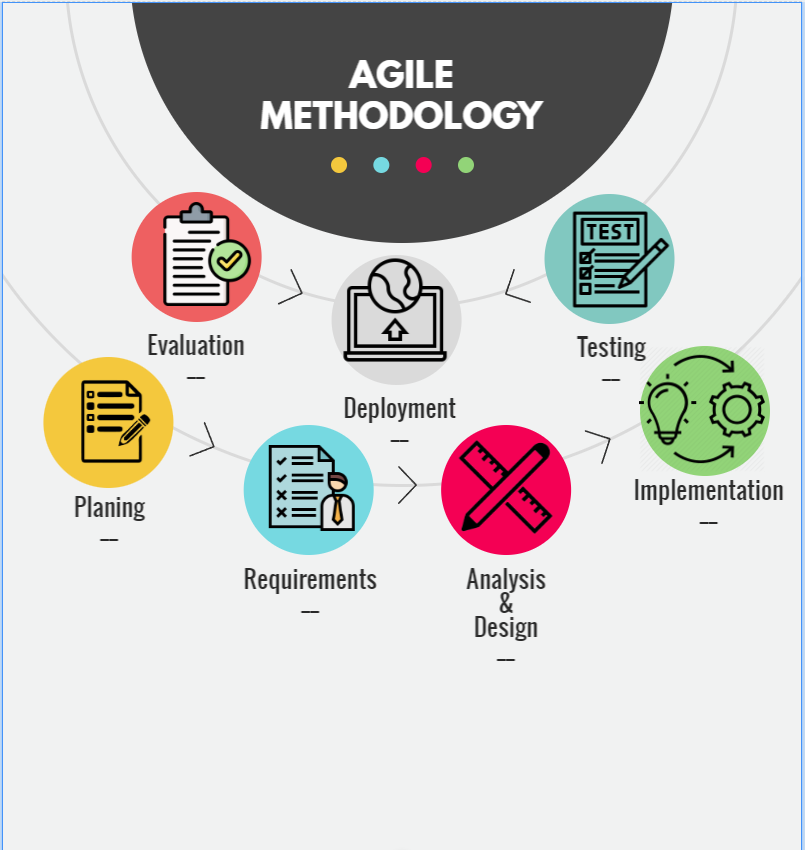 AGILE
METHODOLOGY
TEST
Evaluation
Testing
Deployment
Planing
Implementation
Requirements
Analysis
&
Design